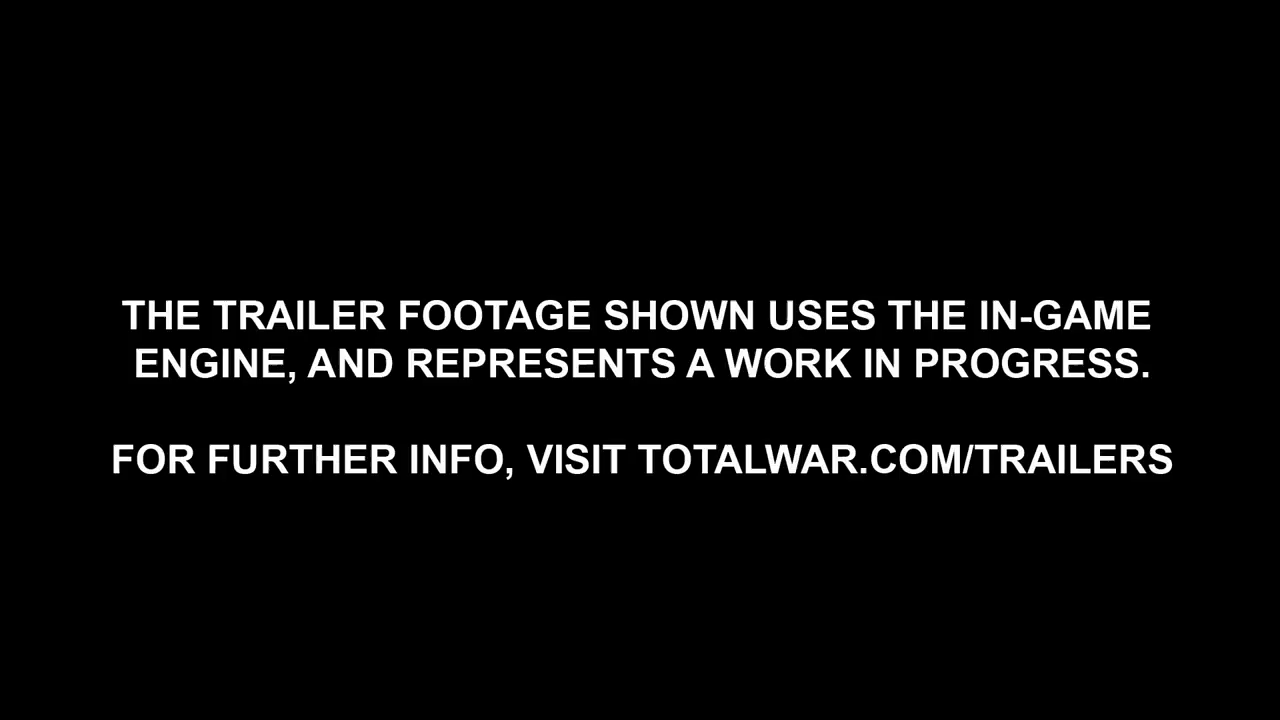 THE TRAILER FOOTAGE SHOWN USES THE IN-GAME
ENGINE, AND REPRESENTS A WORK IN PROGRESS.
FOR FURTHER INFO, VISIT TOTALWAR.COM/TRAILERS